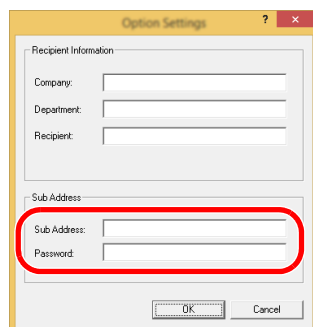 Option Settings
?
Recipient Information
Company:
Department:
Recipient:
Sub Address
Sub Address:
Password:
OK
Cancel